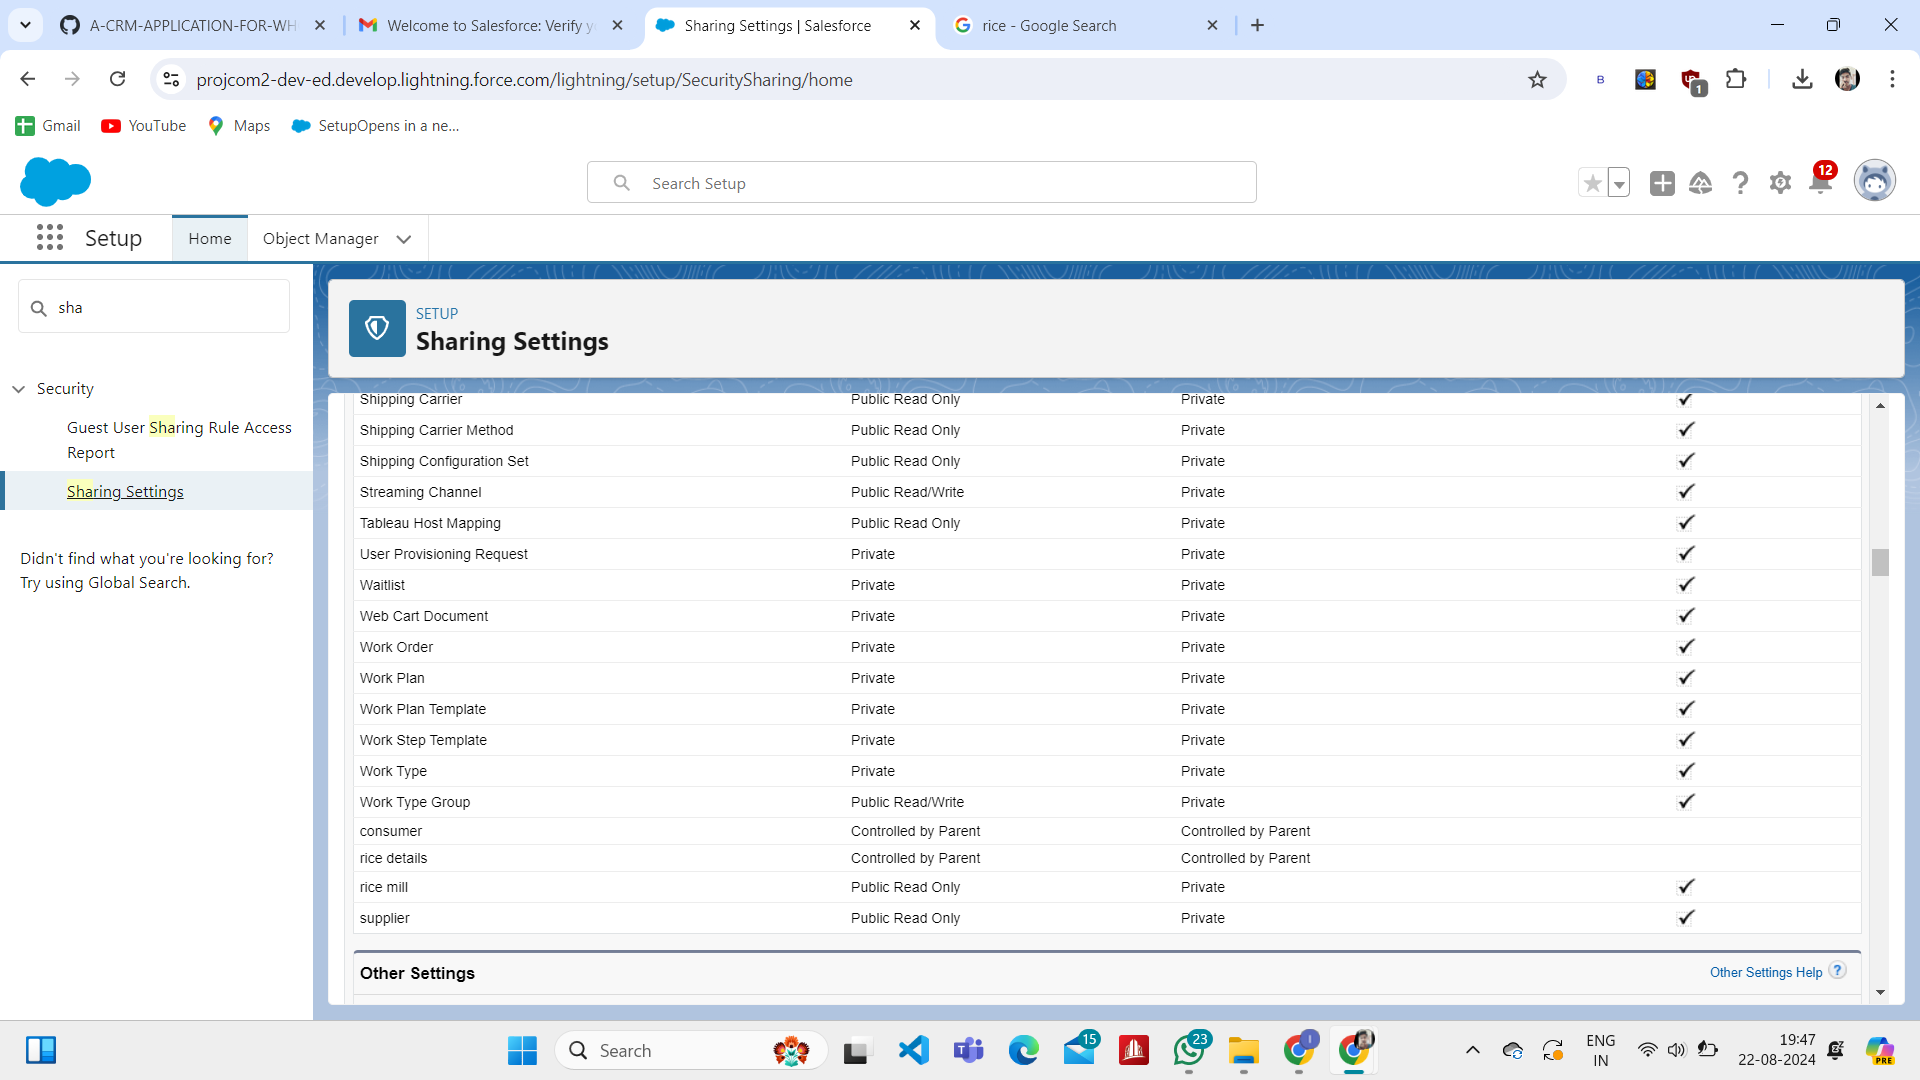 A-CRM-APPLICATION-FOR-WH
Welcome to Salesforce: Verify y
Sharing Settings | Salesforce
rice - Google Search
projcom2-dev-ed.develop.lightning.force.com/lightning/setup/SecuritySharing/home
B
1
Gmail
YouTube
Maps
SetupOpens in a ne...
Search Setup
12
Setup
Home
Object Manager
sha
SETUP
Sharing Settings
Security
Guest User Sharing Rule Access
Report
Sharing Settings
Didn't find what you're looking for?
Try using Global Search.
Shipping Carrier Public Read Only Private
Shipping Carrier Method Public Read Only Private
Shipping Configuration Set Public Read Only Private
Streaming Channel Public Read/Write Private
Tableau Host Mapping Public Read Only Private
User Provisioning Request Private Private
Waitlist Private Private
Web Cart Document Private Private
Work Order Private Private
Work Plan Private Private
Work Plan Template Private Private
Work Step Template Private Private
Work Type Private Private
Work Type Group Public Read/Write Private
consumer Controlled by Parent Controlled by Parent
rice details Controlled by Parent Controlled by Parent
rice mill Public Read Only Private
supplier Public Read Only Private
Other Settings
Other Settings Help ?
Search
15
23
ENG
IN
19:47
22-08-2024
PRE